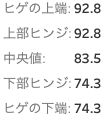 ヒゲの上端: 92.8
上部ヒンジ: 92.8
中央値: 83.5
下部ヒンジ: 74.3
ヒゲの下端: 74.3